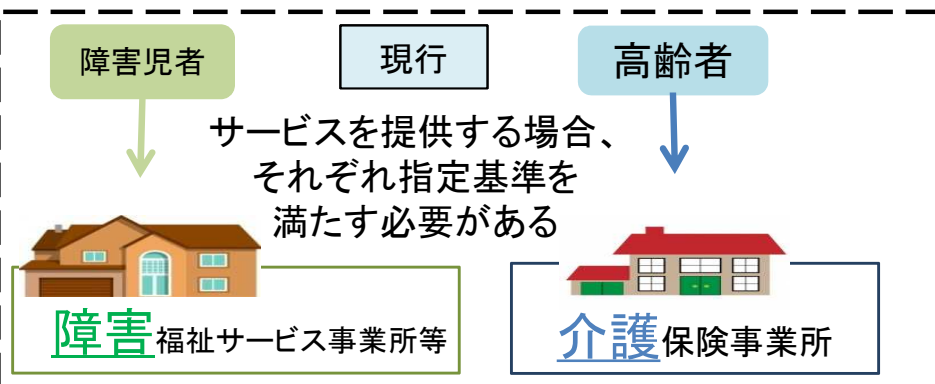 障害児者
現行
高齢者
サービスを提供する場合、
それぞれ指定基準を
満たす必要がある
障害福祉サービス事業所等
介護保険事業所